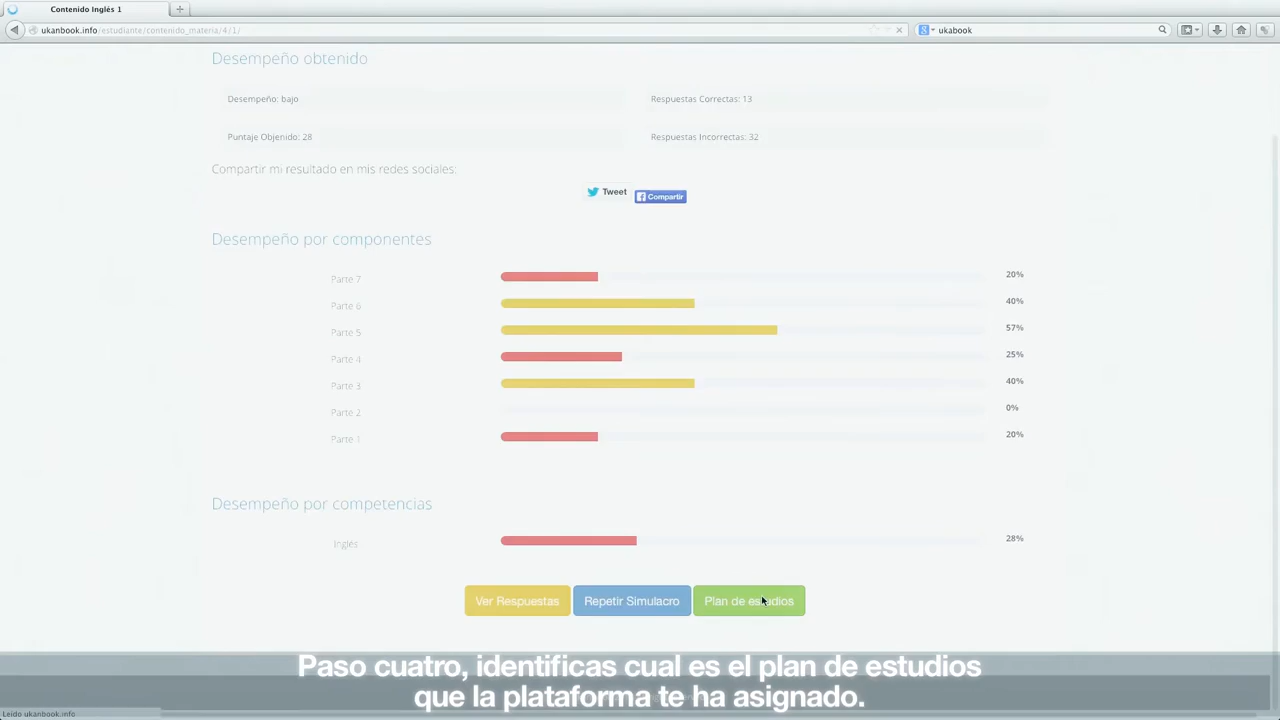 Contenido Inglés 1
ukanbook.info/estudiante/contenido_materia/4/1/
ukabook
Desempeño obtenido
Desempeño: bajo
Respuestas Correctas: 13
Puntaje Objenido: 28
Respuestas Incorrectas: 32
Compartir mi resultado en mis redes sociales:
Tweet
Compartir
Desempeño por componentes
Parte 7 20%
Parte 6 40%
Parte 5 57%
Parte 4 25%
Parte 3 40%
Parte 2 0%
Parte 1 20%
Desempeño por competencias
Inglés 28%
Ver Respuestas
Repetir Simulacro
Plan de estudios
Paso cuatro, identificas cual es el plan de estudios
que la plataforma te ha asignado.
Leido ukanbook.info